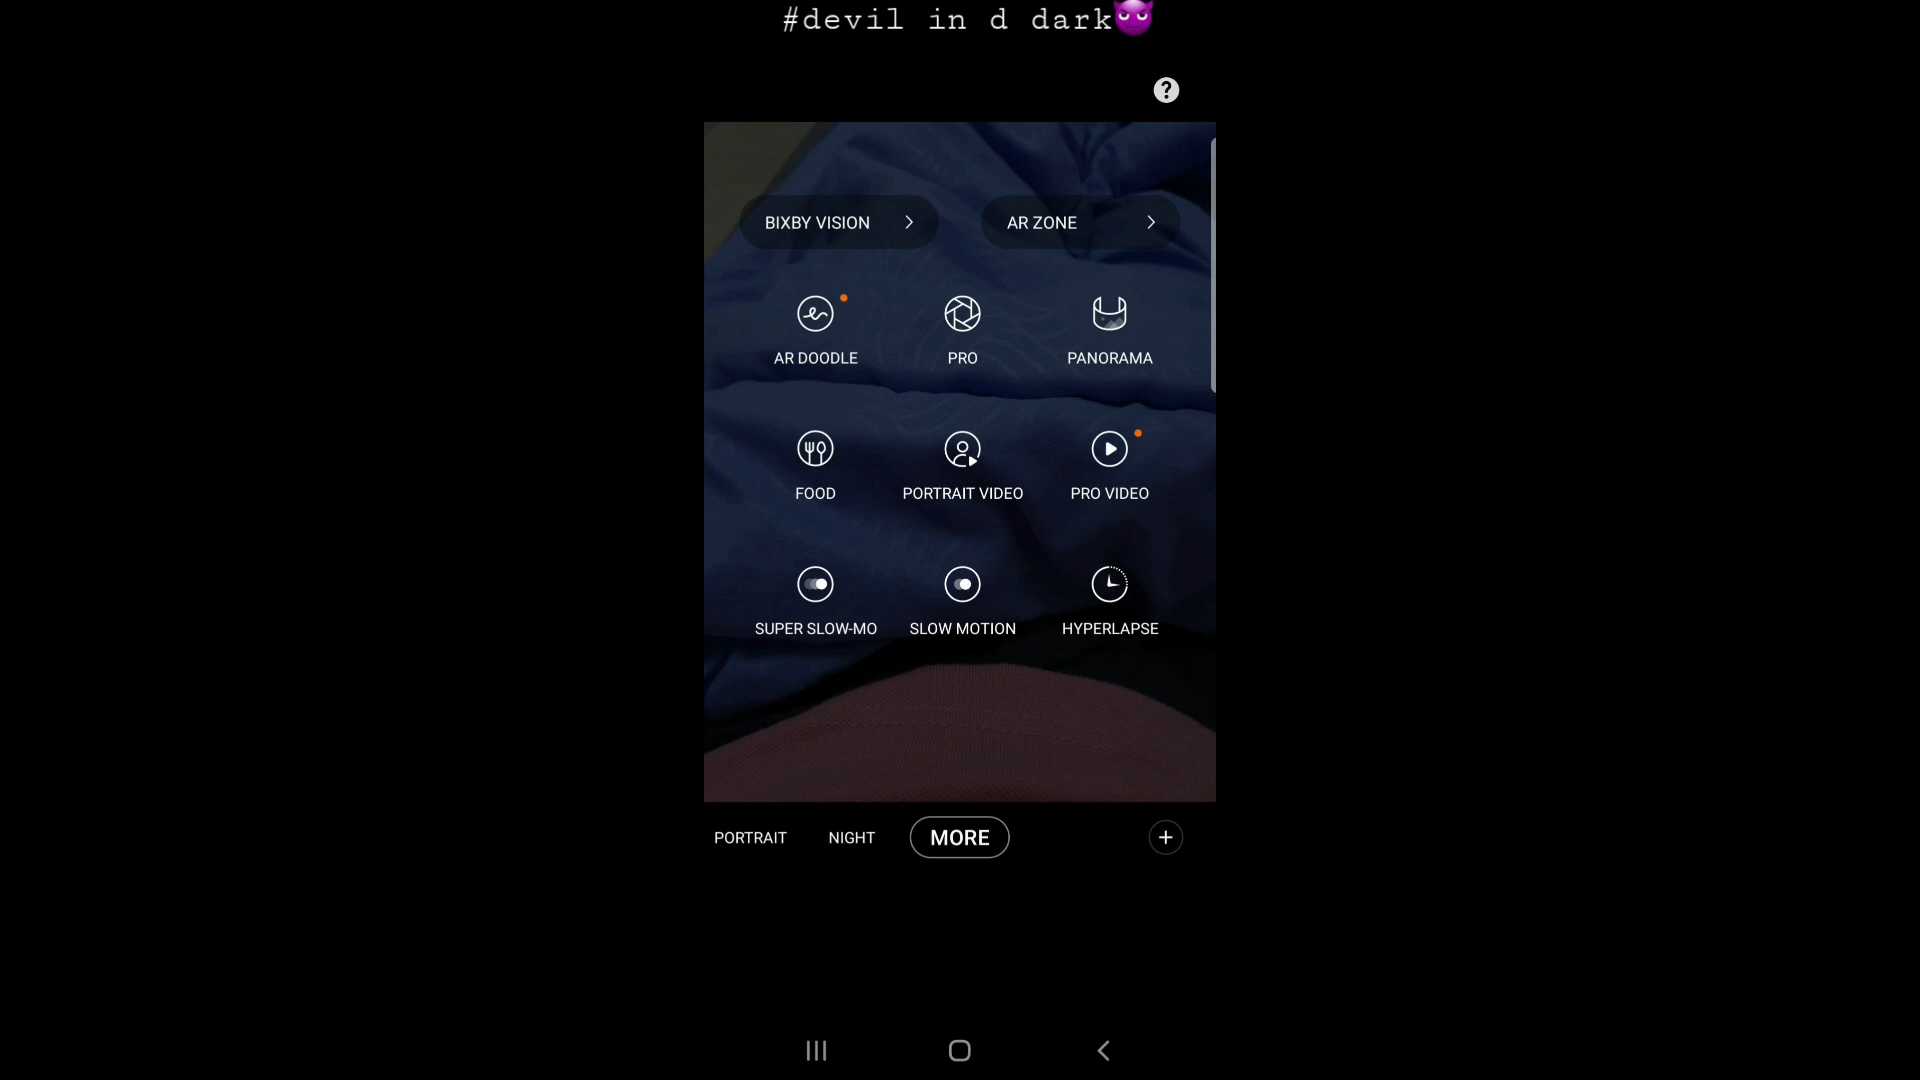 #devil in d dark😈
?
BIXBY VISION
AR ZONE
AR DOODLE
PRO
PANORAMA
FOOD
PORTRAIT VIDEO
PRO VIDEO
SUPER SLOW-MO
SLOW MOTION
HYPERLAPSE
PORTRAIT
NIGHT
MORE